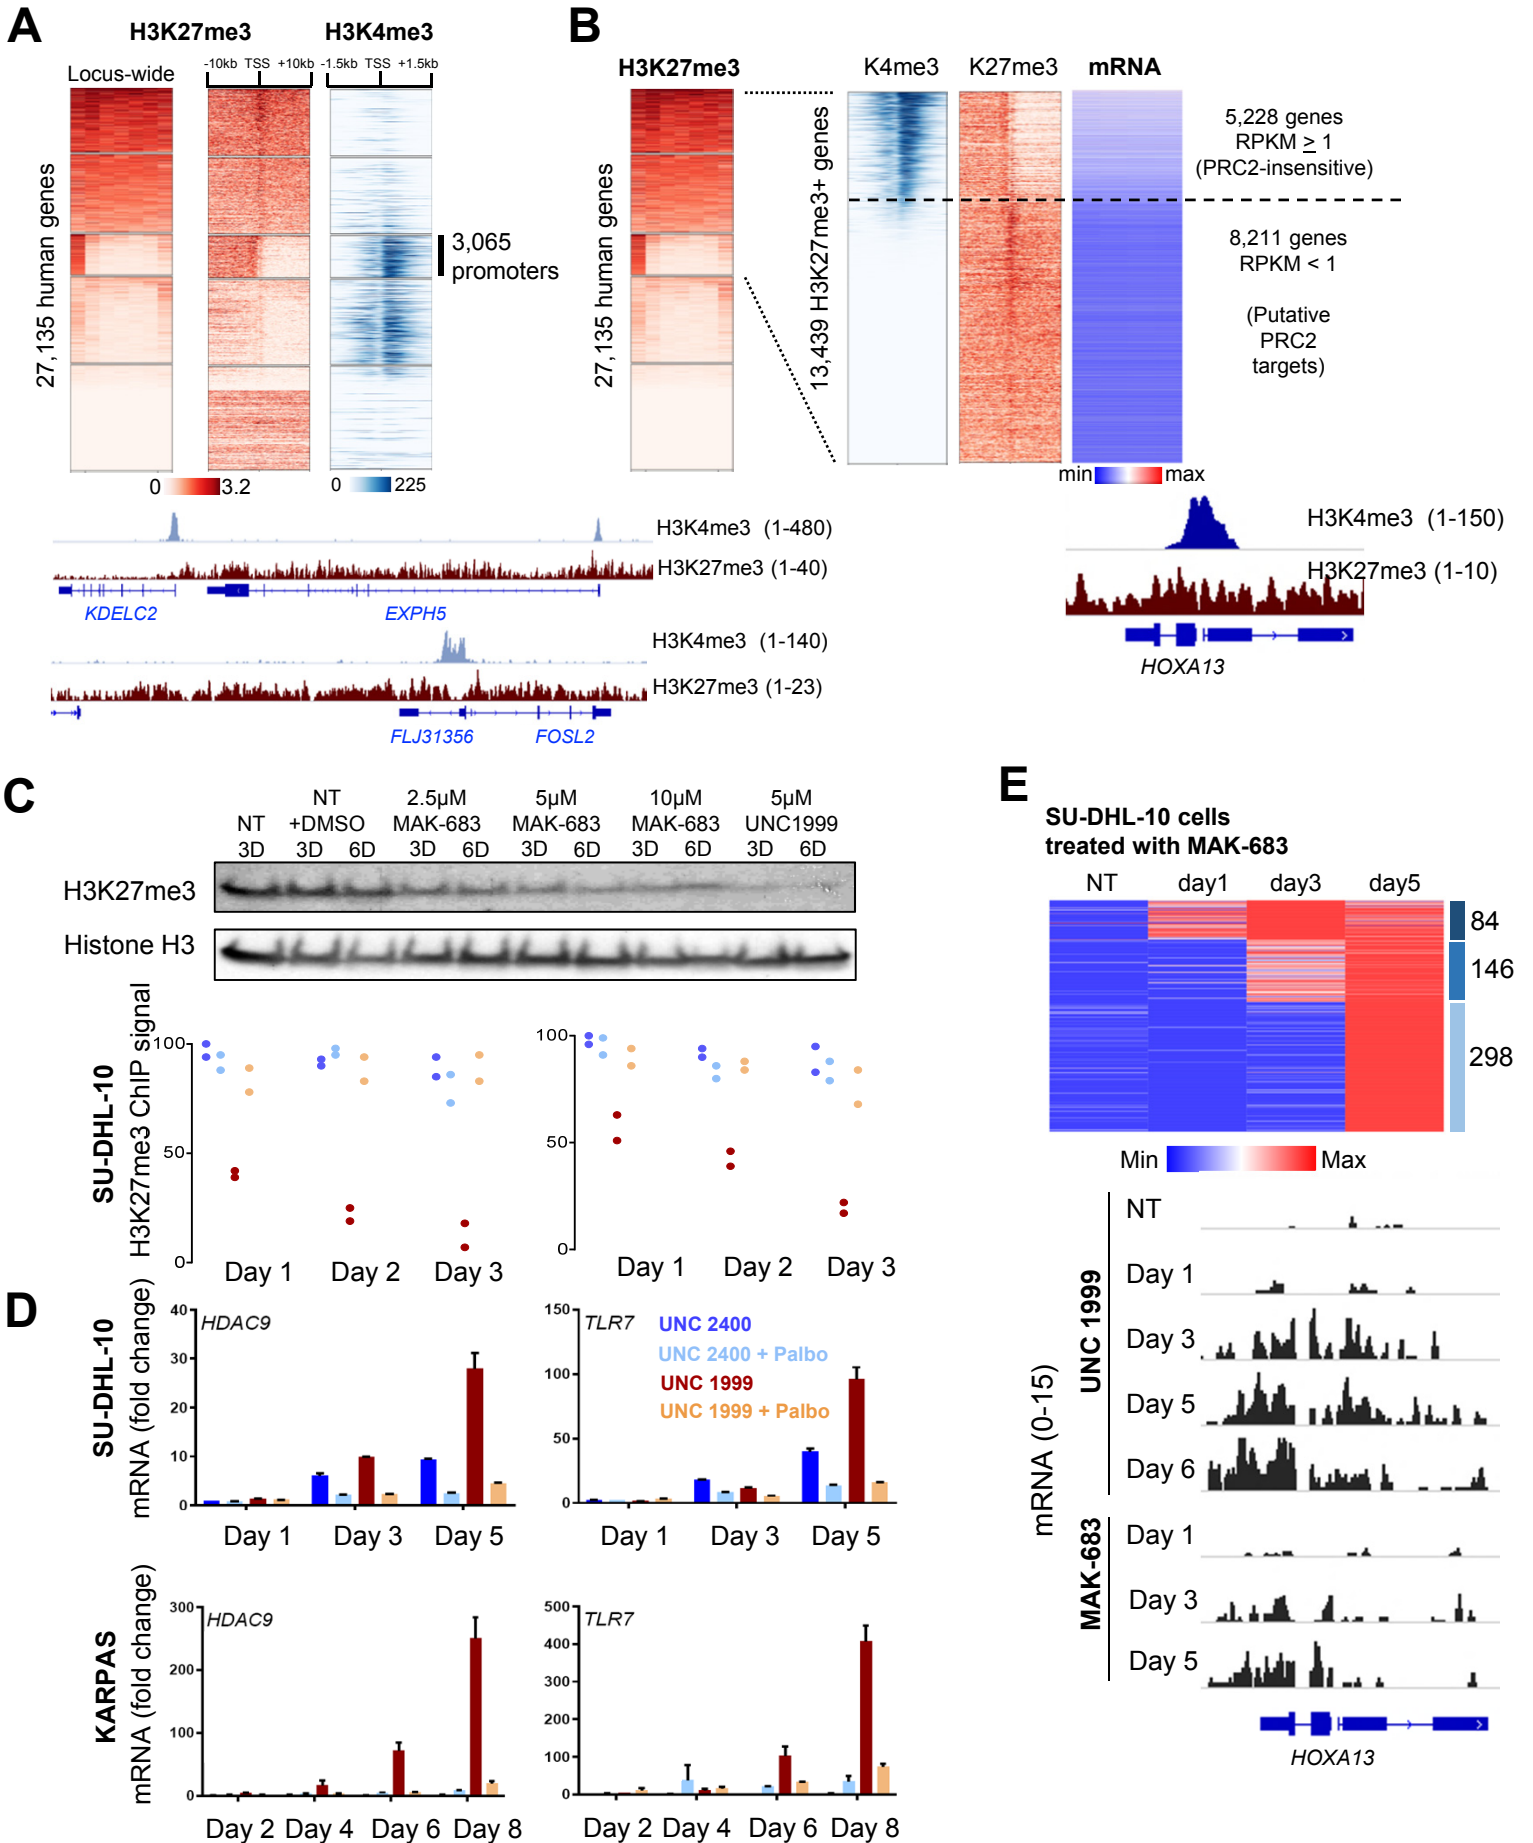 A
H3K27me3
H3K4me3
Locus-wide
-10kb TSS +10kb
-1.5kb TSS +1.5kb
27,135 human genes
3,065
promoters
0
3.2
0
225
H3K4me3 (1-480)
H3K27me3 (1-40)
KDELC2
EXPH5
H3K4me3 (1-140)
H3K27me3 (1-23)
FLJ31356
FOSL2
B
H3K27me3
K4me3
K27me3
mRNA
27,135 human genes
13,439 H3K27me3+ genes
5,228 genes
RPKM ≥ 1
(PRC2-insensitive)
8,211 genes
RPKM < 1
(Putative
PRC2
targets)
min
max
H3K4me3 (1-150)
H3K27me3 (1-10)
HOXA13
C
NT
3D
NT
+DMSO
3D 6D
2.5µM
MAK-683
3D 6D
5µM
MAK-683
3D 6D
10µM
MAK-683
3D 6D
5µM
UNC1999
3D 6D
H3K27me3
Histone H3
SU-DHL-10
H3K27me3 ChIP signal
100
50
0
Day 1 Day 2 Day 3
100
50
0
Day 1 Day 2 Day 3
D
SU-DHL-10
mRNA (fold change)
HDAC9
40
30
20
10
0
Day 1 Day 3 Day 5
TLR7
150
100
50
0
UNC 2400
UNC 2400 + Palbo
UNC 1999
UNC 1999 + Palbo
Day 1 Day 3 Day 5
KARPAS
mRNA (fold change)
HDAC9
300
200
100
0
Day 2 Day 4 Day 6 Day 8
TLR7
500
400
300
200
100
0
Day 2 Day 4 Day 6 Day 8
E
SU-DHL-10 cells
treated with MAK-683
NT day1 day3 day5
84
146
298
Min
Max
mRNA (0-15)
UNC 1999
NT
Day 1
Day 3
Day 5
Day 6
MAK-683
Day 1
Day 3
Day 5
HOXA13